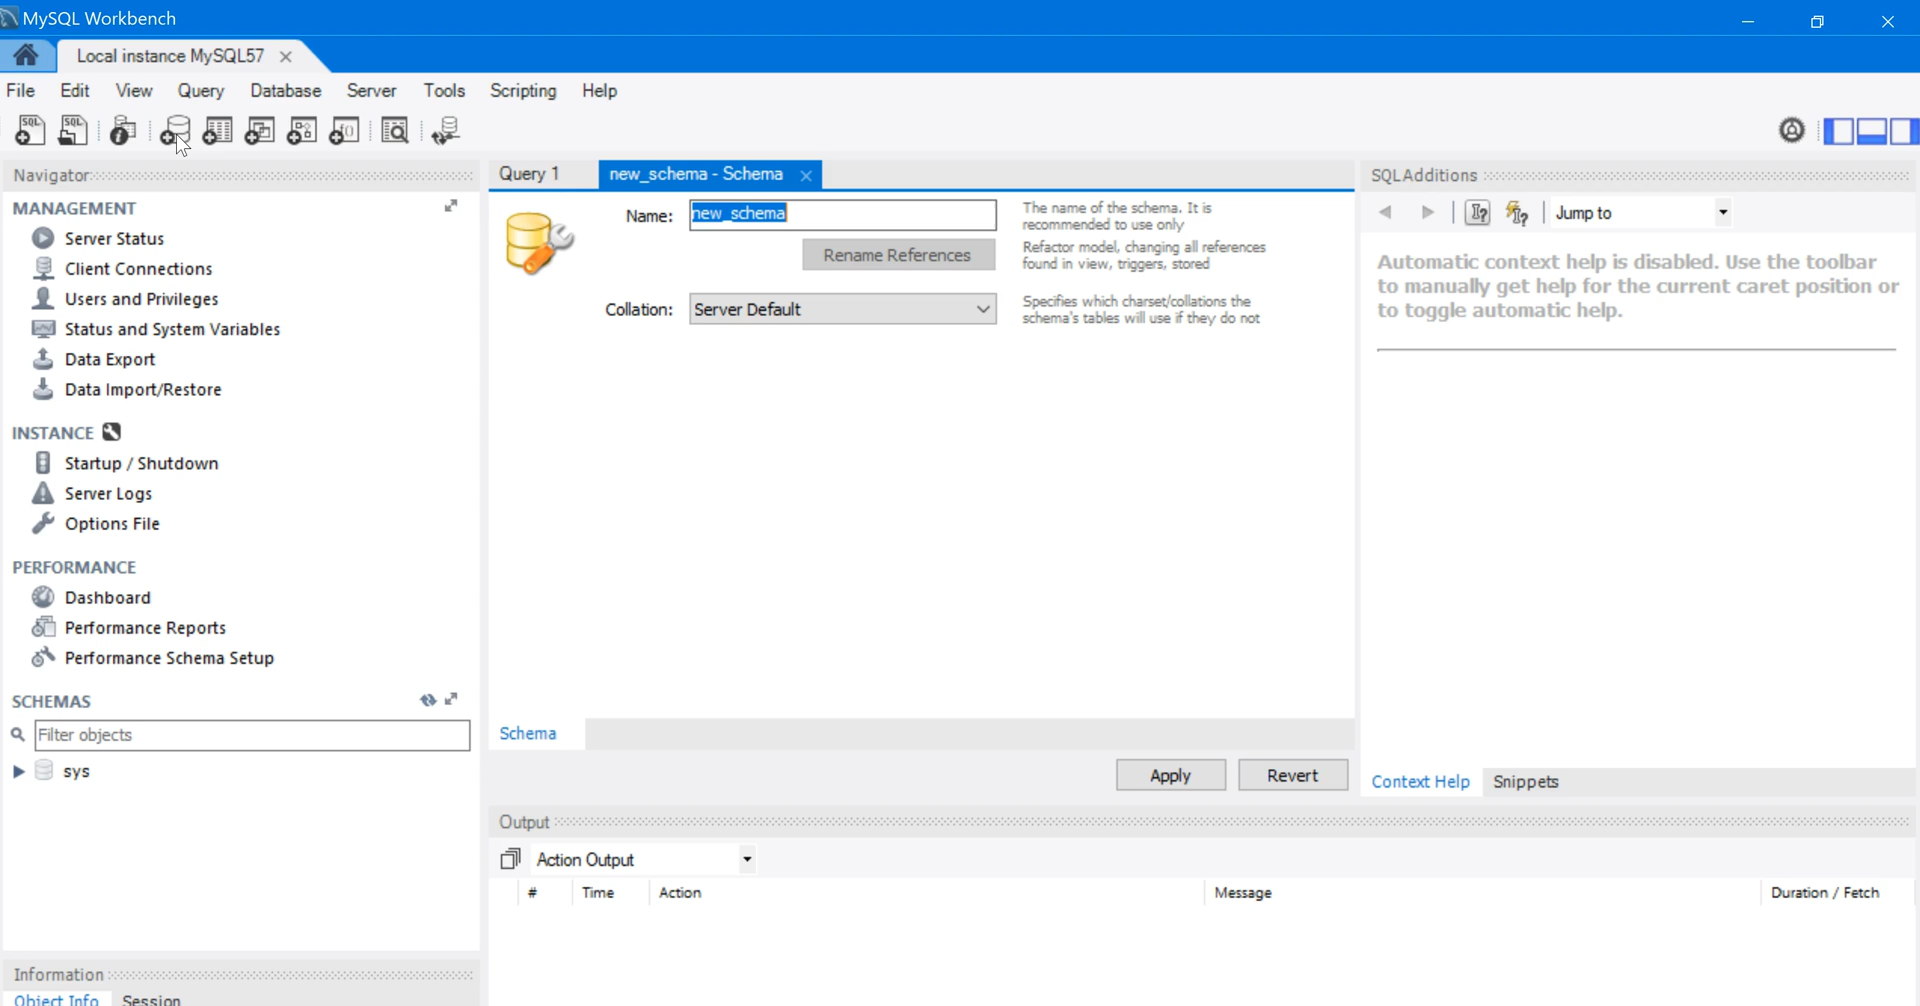 MySQL Workbench
Local instance MySQL57
File Edit View Query Database Server Tools Scripting Help
Navigator
MANAGEMENT
Server Status
Client Connections
Users and Privileges
Status and System Variables
Data Export
Data Import/Restore
INSTANCE
Startup / Shutdown
Server Logs
Options File
PERFORMANCE
Dashboard
Performance Reports
Performance Schema Setup
SCHEMAS
Filter objects
sys
Information
Object Info Session
Query 1 new_schema - Schema
Name: new_schema
The name of the schema. It is
recommended to use only
Rename References
Refactor model, changing all references
found in view, triggers, stored
Collation: Server Default
Specifies which charset/collations the
schema's tables will use if they do not
Schema
Apply Revert
SQLAdditions
Jump to
Automatic context help is disabled. Use the toolbar
to manually get help for the current caret position or
to toggle automatic help.
Context Help Snippets
Output
Action Output
# Time Action Message Duration / Fetch